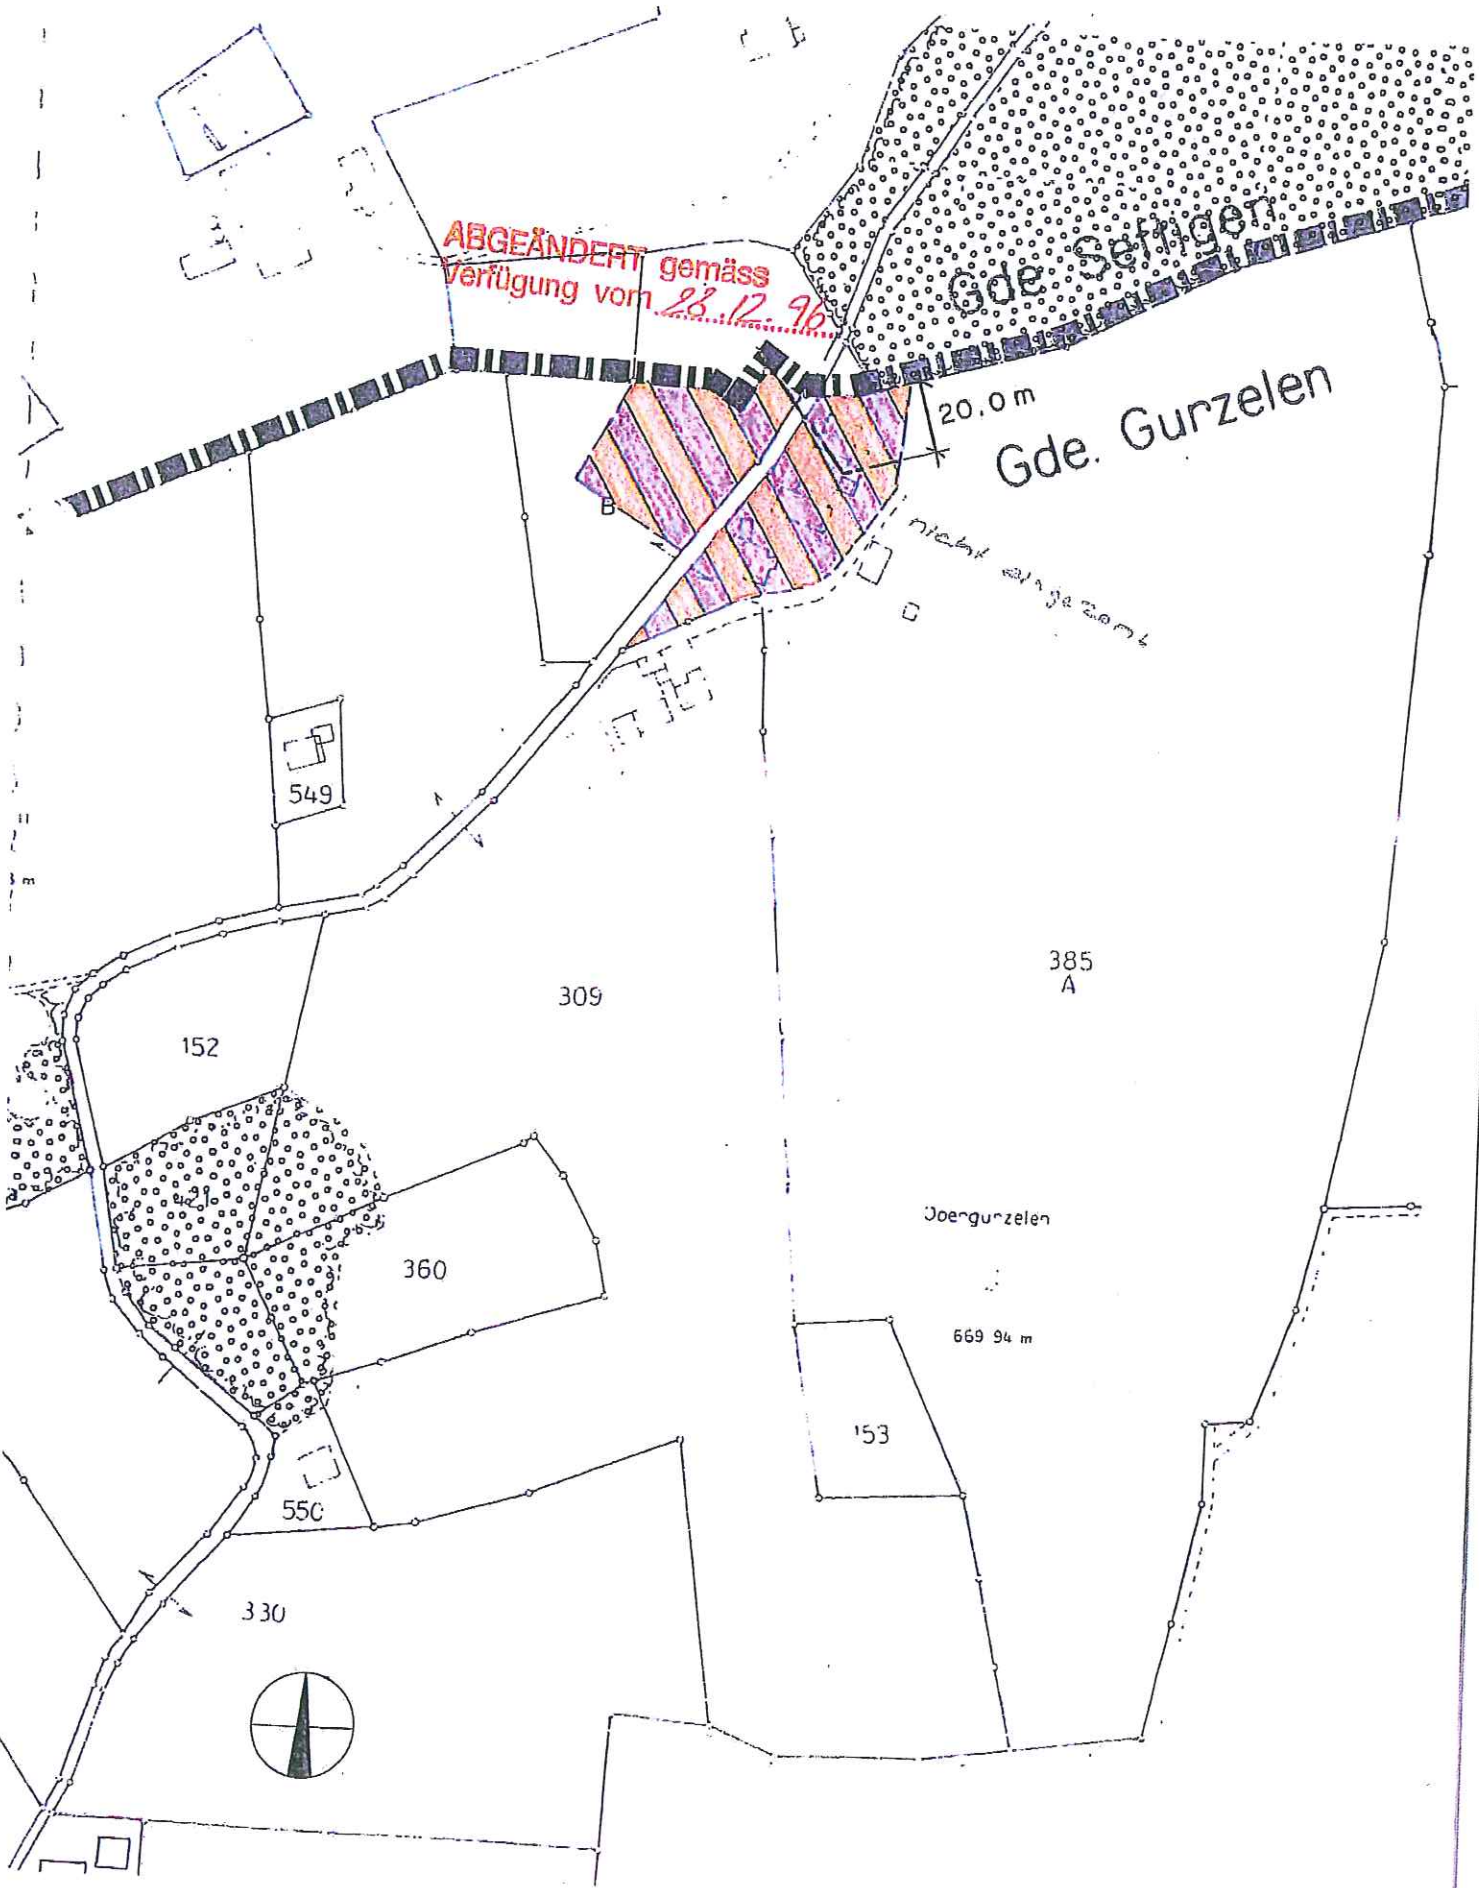 ABGEÄNDERT gemäss
Verfügung vom 28.12.96
Gde Seftigen
20.0 m
Gde. Gurzelen
B
nicht eingezont
549
m
385
A
309
152
421
360
Obergurzelen
669 94 m
153
550
330